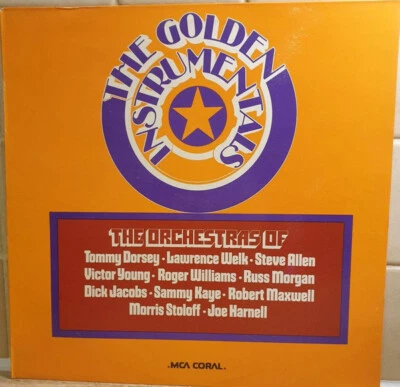 THE GOLDEN
INSTRUMENTALS
THE ORCHESTRAS OF
Tommy Dorsey · Lawrence Welk · Steve Allen
Victor Young · Roger Williams · Russ Morgan
Dick Jacobs · Sammy Kaye · Robert Maxwell
Morris Stoloff · Joe Harnell
.MCA CORAL.